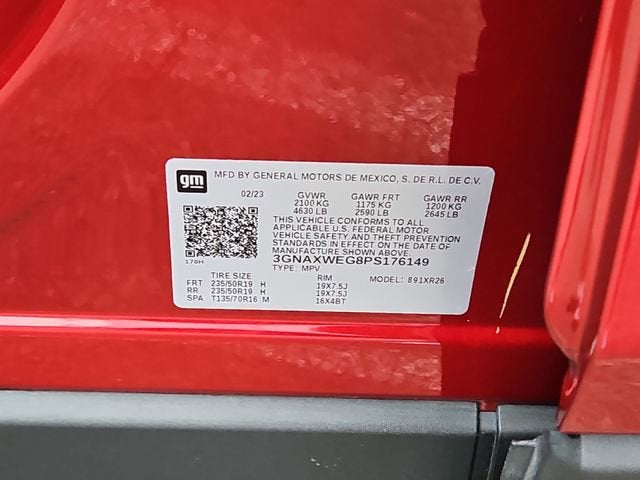 gm MFD BY GENERAL MOTORS DE MEXICO, S. DE R.L. DE C.V.
02/23 GVWR GAWR FRT GAWR RR
2100 KG 1175 KG 1200 KG
4630 LB 2590 LB 2645 LB
THIS VEHICLE CONFORMS TO ALL
APPLICABLE U.S. FEDERAL MOTOR
VEHICLE SAFETY AND THEFT PREVENTION
STANDARDS IN EFFECT ON THE DATE OF
MANUFACTURE SHOWN ABOVE.
170H 3GNAXWEG8PS176149
TYPE: MPV MODEL: 891XR26
TIRE SIZE RIM
FRT 235/50R19 H 19X7.5J
RR 235/50R19 H 19X7.5J
SPA T135/70R16 M 16X4BT